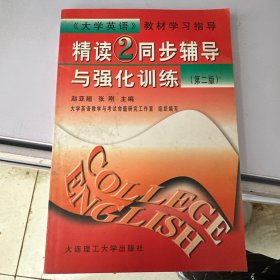 《大学英语》教材学习指导
精读2同步辅导
与强化训练(第二版)
赵亚翘 张刚 主编
大学英语教学与考试命题研究工作室 组织编写
COLLEGE
ENGLISH
大连理工大学出版社